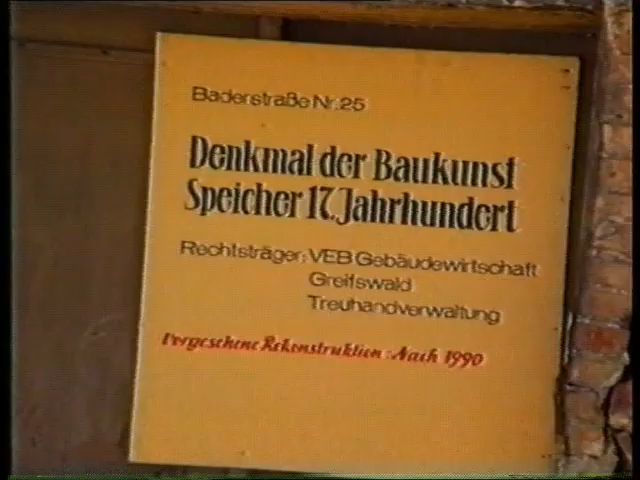 Baderstraße Nr. 25
Denkmal der Baukunst
Speicher 17. Jahrhundert
Rechtsträger: VEB Gebäudewirtschaft
Greifswald
Treuhandverwaltung
Vorgesehene Rekonstruktion: Nach 1990